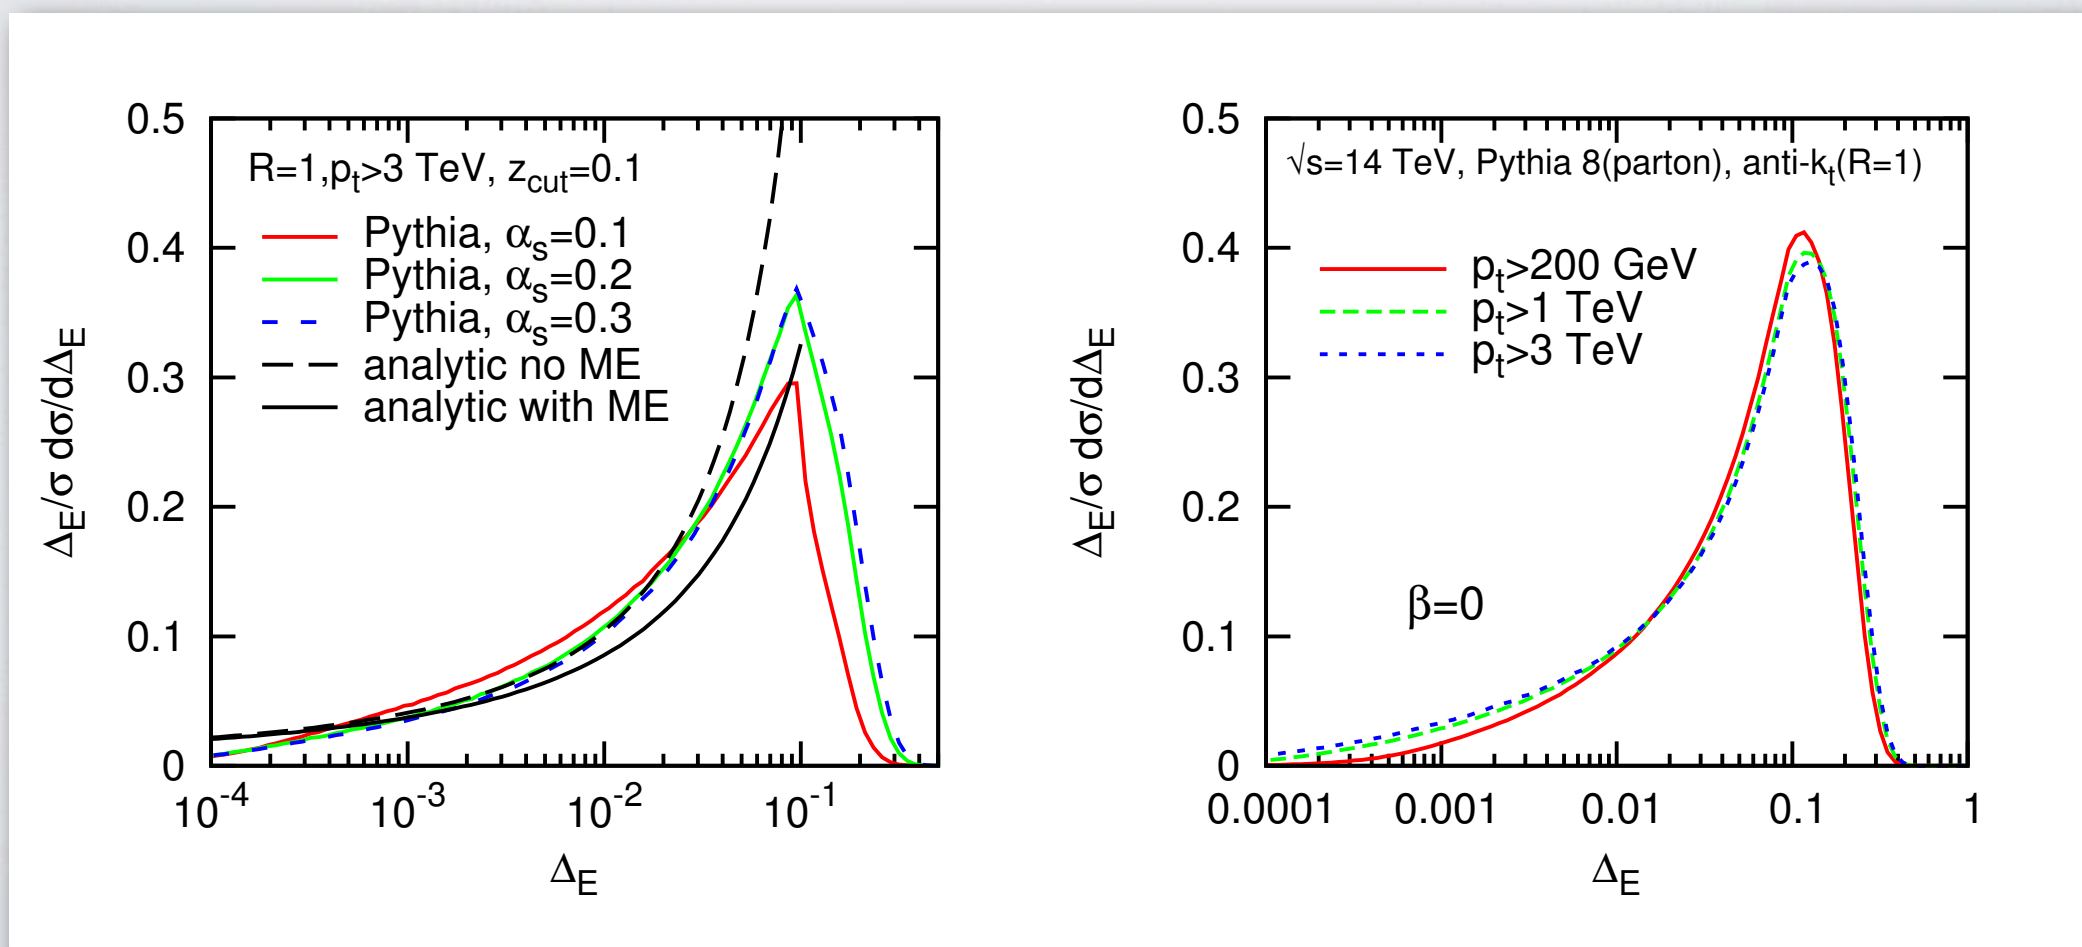 0.5
0.4
0.3
0.2
0.1
0
Δ_E/σ dσ/dΔ_E
R=1,p_t>3 TeV, z_cut=0.1
Pythia, α_s=0.1
Pythia, α_s=0.2
Pythia, α_s=0.3
analytic no ME
analytic with ME
10^-4 10^-3 10^-2 10^-1
Δ_E
0.5
0.4
0.3
0.2
0.1
0
Δ_E/σ dσ/dΔ_E
√s=14 TeV, Pythia 8(parton), anti-k_t(R=1)
p_t>200 GeV
p_t>1 TeV
p_t>3 TeV
β=0
0.0001 0.001 0.01 0.1 1
Δ_E